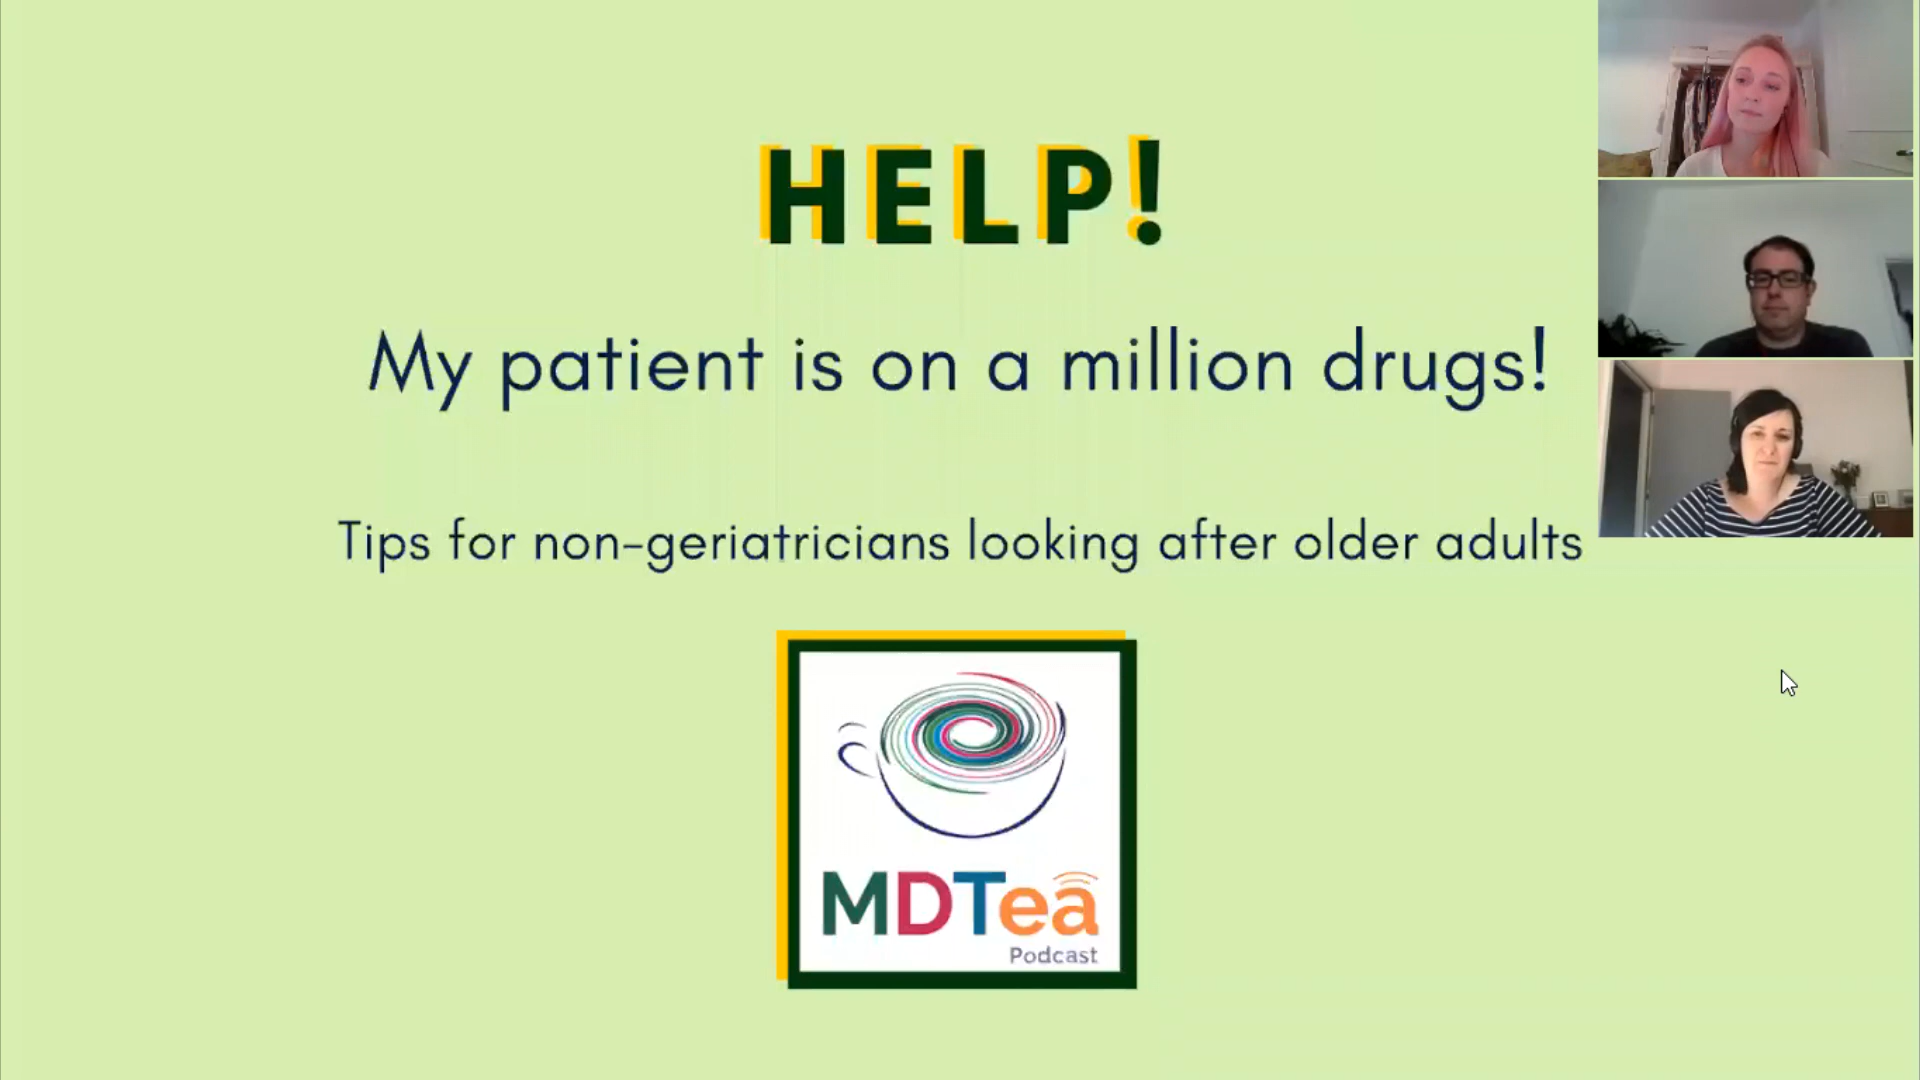 HELP!
My patient is on a million drugs!
Tips for non-geriatricians looking after older adults
MDTea
Podcast